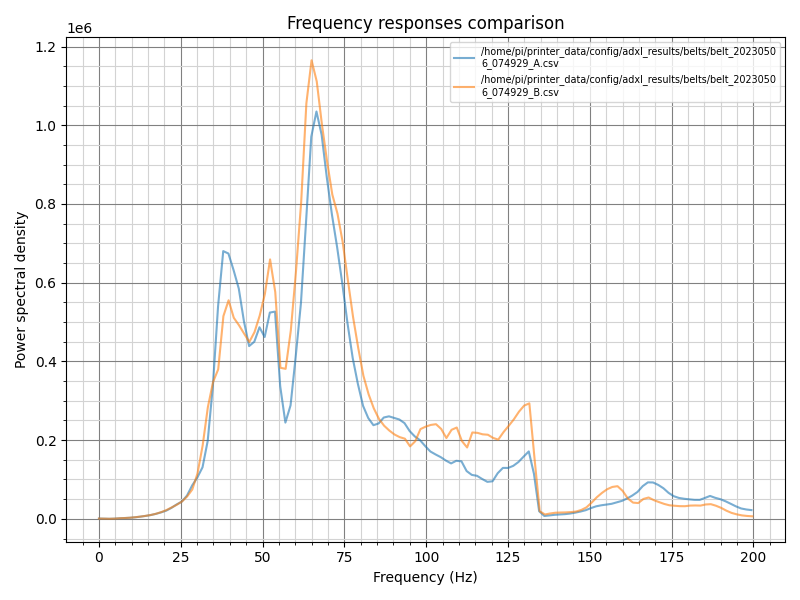 Frequency responses comparison
1e6
/home/pi/printer_data/config/adxl_results/belts/belt_2023050
6_074929_A.csv
/home/pi/printer_data/config/adxl_results/belts/belt_2023050
6_074929_B.csv
1.2
1.0
0.8
0.6
0.4
0.2
0.0
Power spectral density
0 25 50 75 100 125 150 175 200
Frequency (Hz)